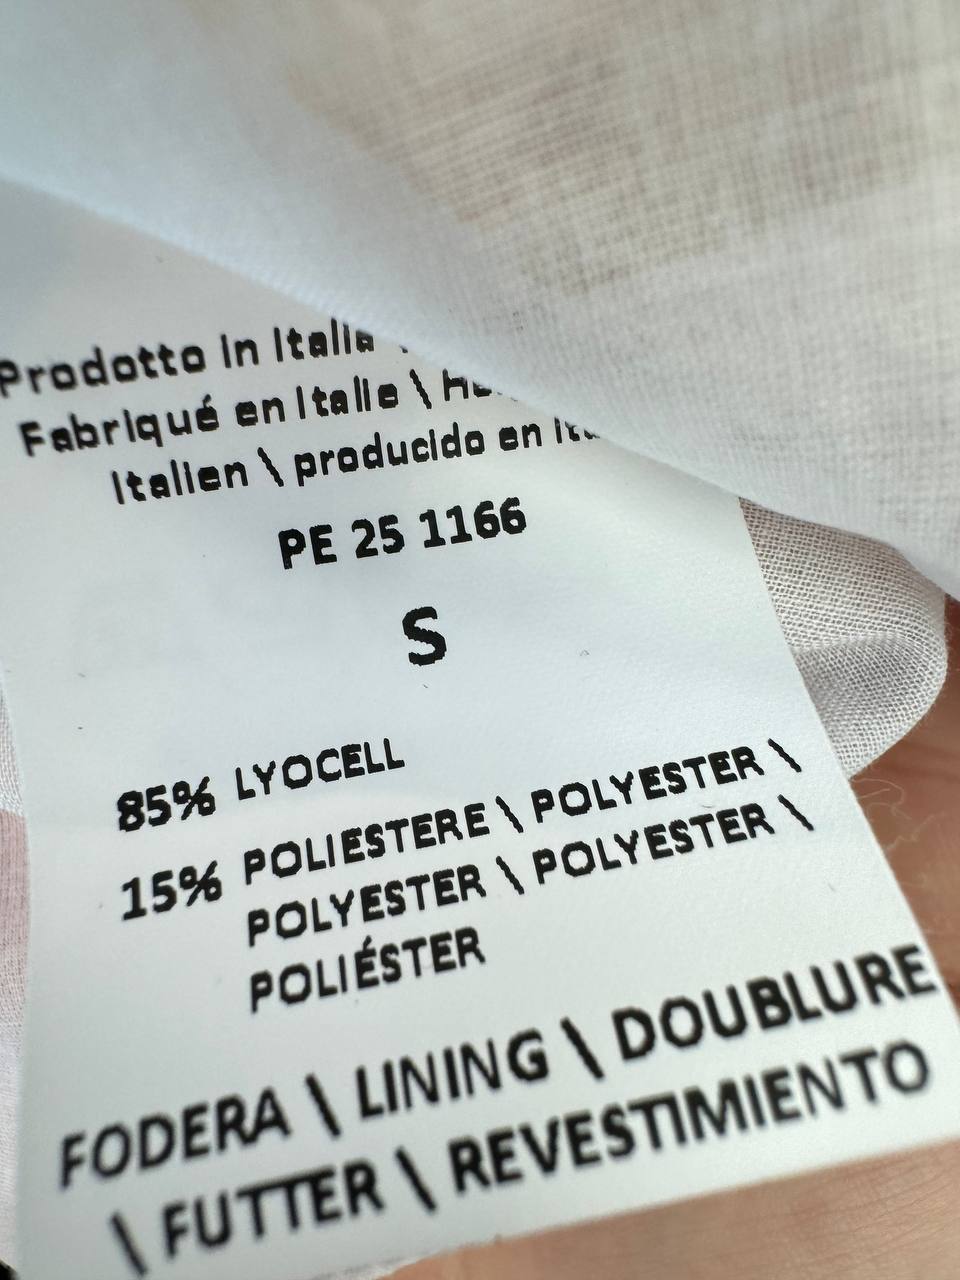 Prodotto in Italia
Fabriqué en Italie \
Italien \ producido en
PE 25 1166
S
85% LYOCELL
15% POLIESTERE \ POLYESTER \
POLYESTER \ POLYESTER \
POLIÉSTER
FODERA \ LINING \ DOUBLURE
\ FUTTER \ REVESTIMIENTO